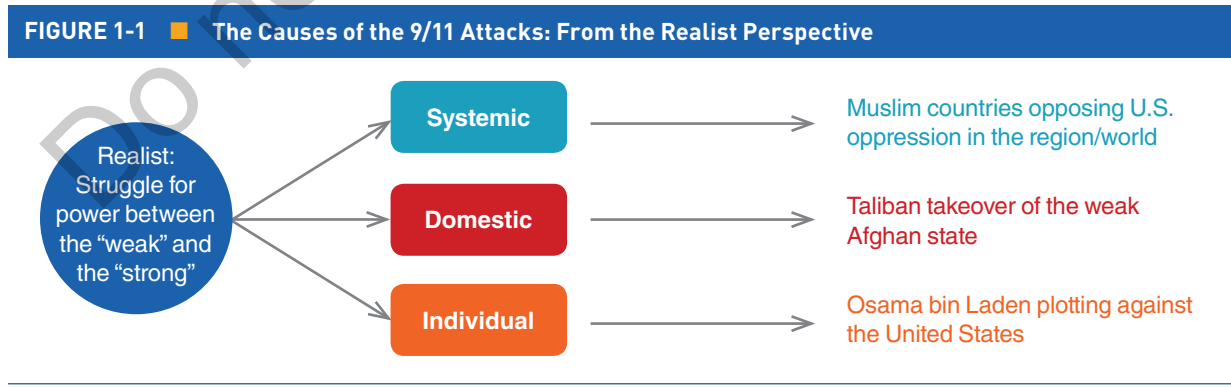 FIGURE 1-1 ■ The Causes of the 9/11 Attacks: From the Realist Perspective
Do
Realist:
Struggle for
power between
the “weak” and
the “strong”
Systemic
Muslim countries opposing U.S.
oppression in the region/world
Domestic
Taliban takeover of the weak
Afghan state
Individual
Osama bin Laden plotting against
the United States